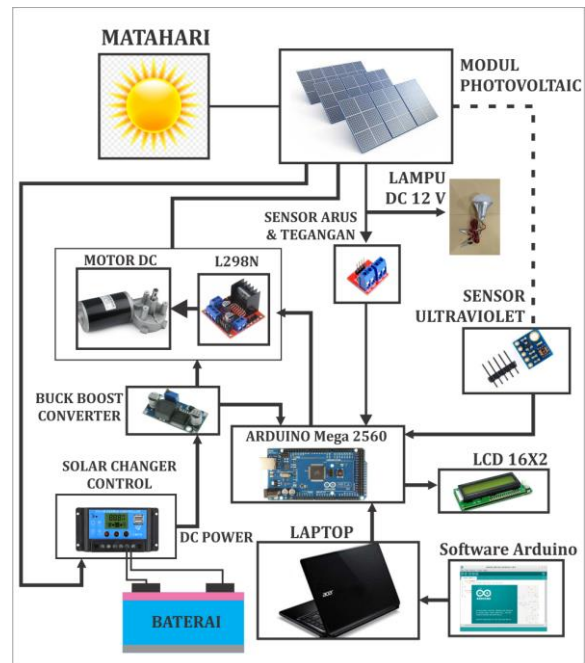 MATAHARI
MODUL
PHOTOVOLTAIC
LAMPU
DC 12 V
SENSOR ARUS
& TEGANGAN
MOTOR DC
L298N
SENSOR
ULTRAVIOLET
BUCK BOOST
CONVERTER
ARDUINO Mega 2560
SOLAR CHANGER
CONTROL
LCD 16X2
DC POWER
LAPTOP
Software Arduino
BATERAI